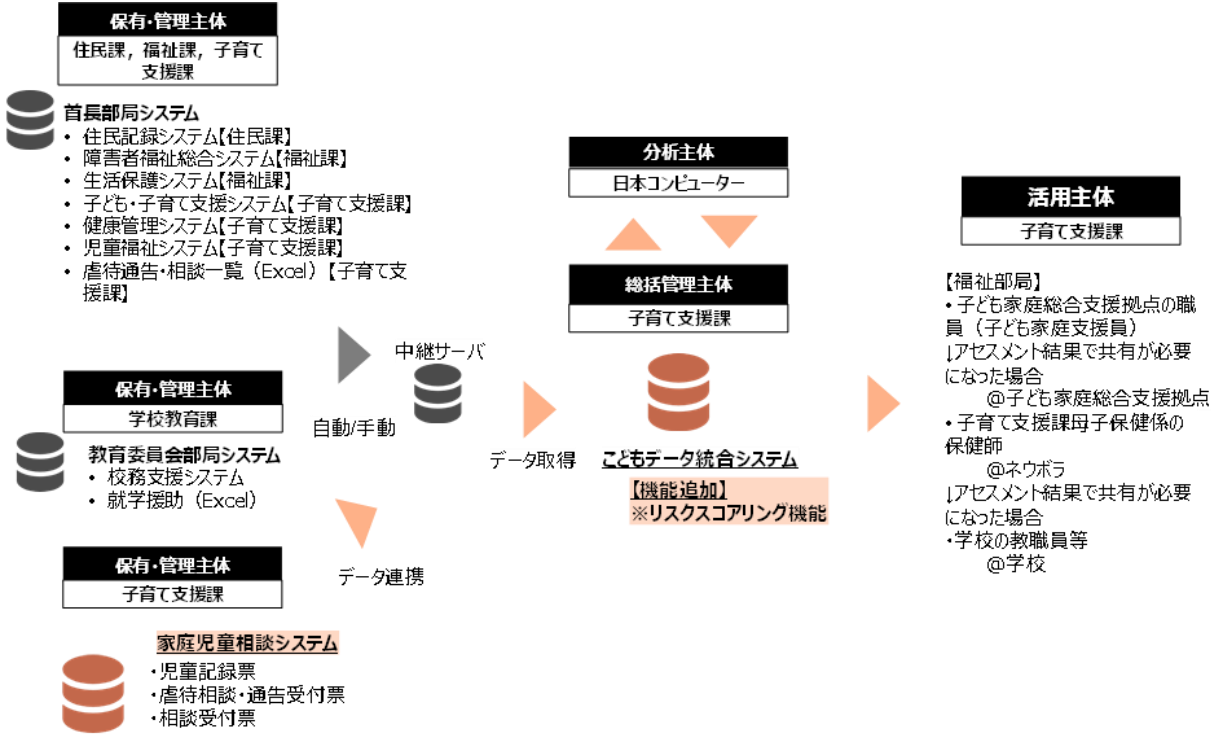 保有・管理主体
住民課，福祉課，子育て
支援課
首長部局システム
• 住民記録システム【住民課】
• 障害者福祉総合システム【福祉課】
• 生活保護システム【福祉課】
• 子ども・子育て支援システム【子育て支援課】
• 健康管理システム【子育て支援課】
• 児童福祉システム【子育て支援課】
• 虐待通告・相談一覧（Excel）【子育て支
援課】
保有・管理主体
学校教育課
教育委員会部局システム
• 校務支援システム
• 就学援助（Excel）
保有・管理主体
子育て支援課
家庭児童相談システム
・児童記録票
・虐待相談・通告受付票
・相談受付票
自動/手動
中継サーバ
データ連携
データ取得
分析主体
日本コンピューター
総括管理主体
子育て支援課
こどもデータ統合システム
【機能追加】
※リスクスコアリング機能
活用主体
子育て支援課
【福祉部局】
・子ども家庭総合支援拠点の職
員（子ども家庭支援員）
↓アセスメント結果で共有が必要
になった場合
@子ども家庭総合支援拠点
・子育て支援課母子保健係の
保健師
@ネウボラ
↓アセスメント結果で共有が必要
になった場合
・学校の教職員等
@学校